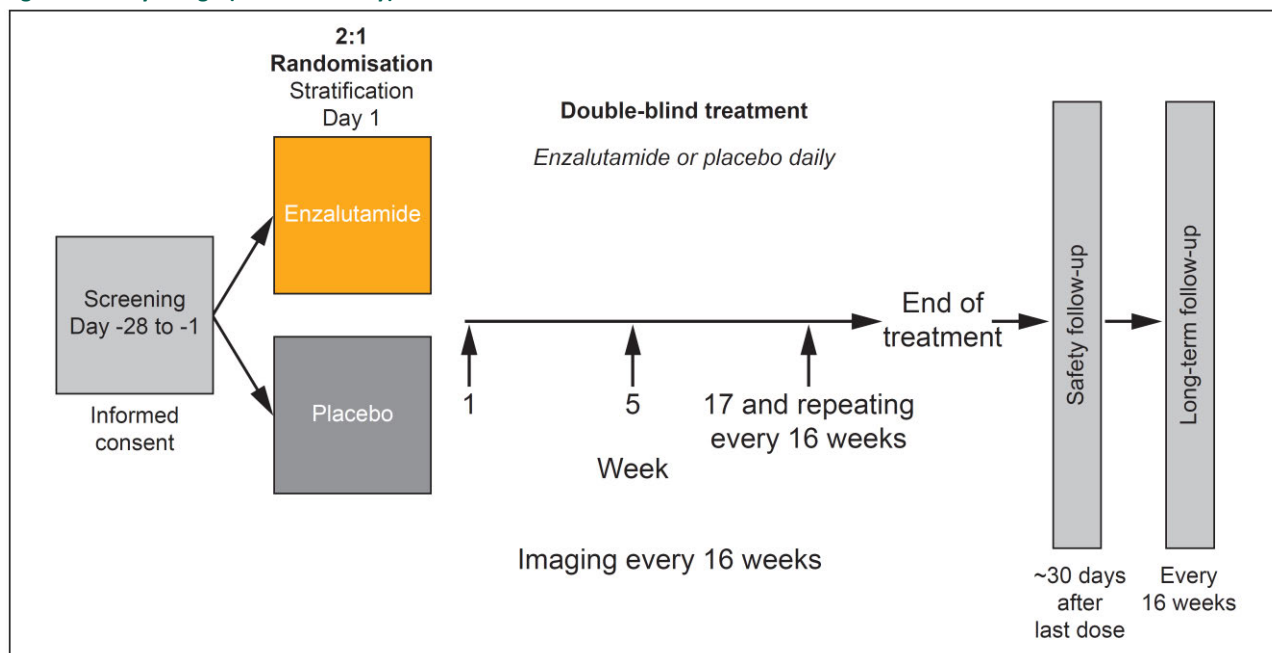 2:1
Randomisation
Stratification
Day 1
Double-blind treatment
Enzalutamide or placebo daily
Enzalutamide
Screening
Day -28 to -1
Informed
consent
Placebo
1
5
17 and repeating
every 16 weeks
Week
Imaging every 16 weeks
End of
treatment
Safety follow-up
~30 days
after
last dose
Long-term follow-up
Every
16 weeks